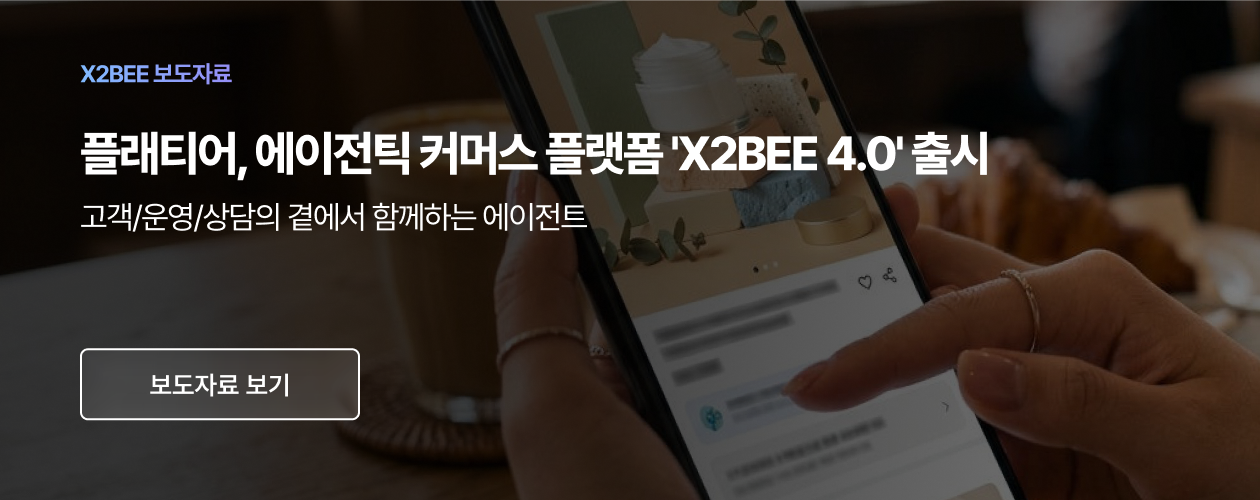 X2BEE 보도자료
플래티어, 에이전틱 커머스 플랫폼 'X2BEE 4.0' 출시
고객/운영/상담의 곁에서 함께하는 에이전트
보도자료 보기